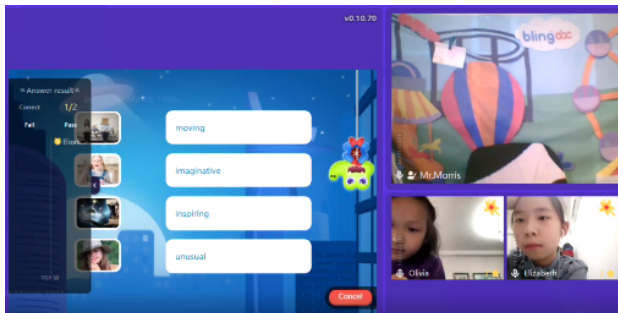 v0.10.70
Answer result
Correct 1/2
Fail Pass
moving
imaginative
inspiring
unusual
Cancel
blingabc
Mr.Morris
Olivia
Elizabeth